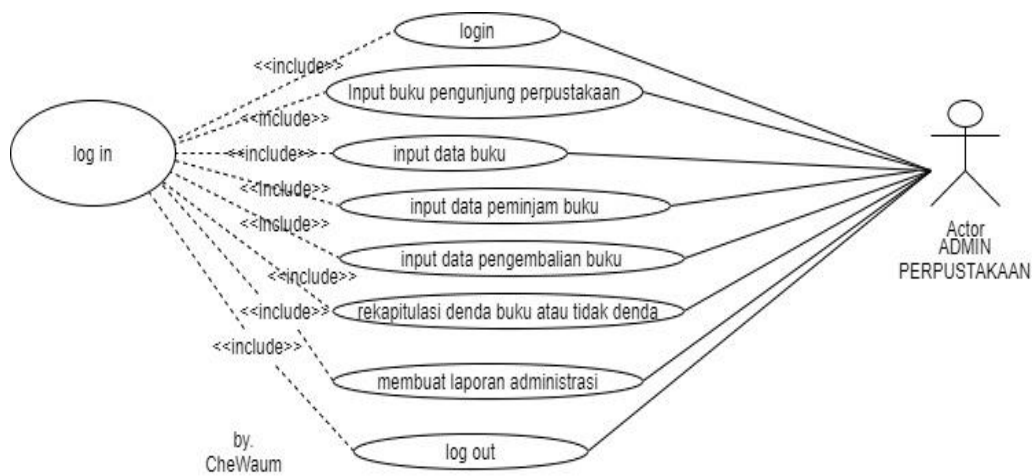 login
<<include>>
Input buku pengunjung perpustakaan
<<include>>
log in
<<include>>
input data buku
<<include>>
input data peminjam buku
<<include>>
input data pengembalian buku
<<include>>
rekapitulasi denda buku atau tidak denda
<<include>>
<<include>>
membuat laporan administrasi
log out
Actor
ADMIN
PERPUSTAKAAN
by.
CheWaum